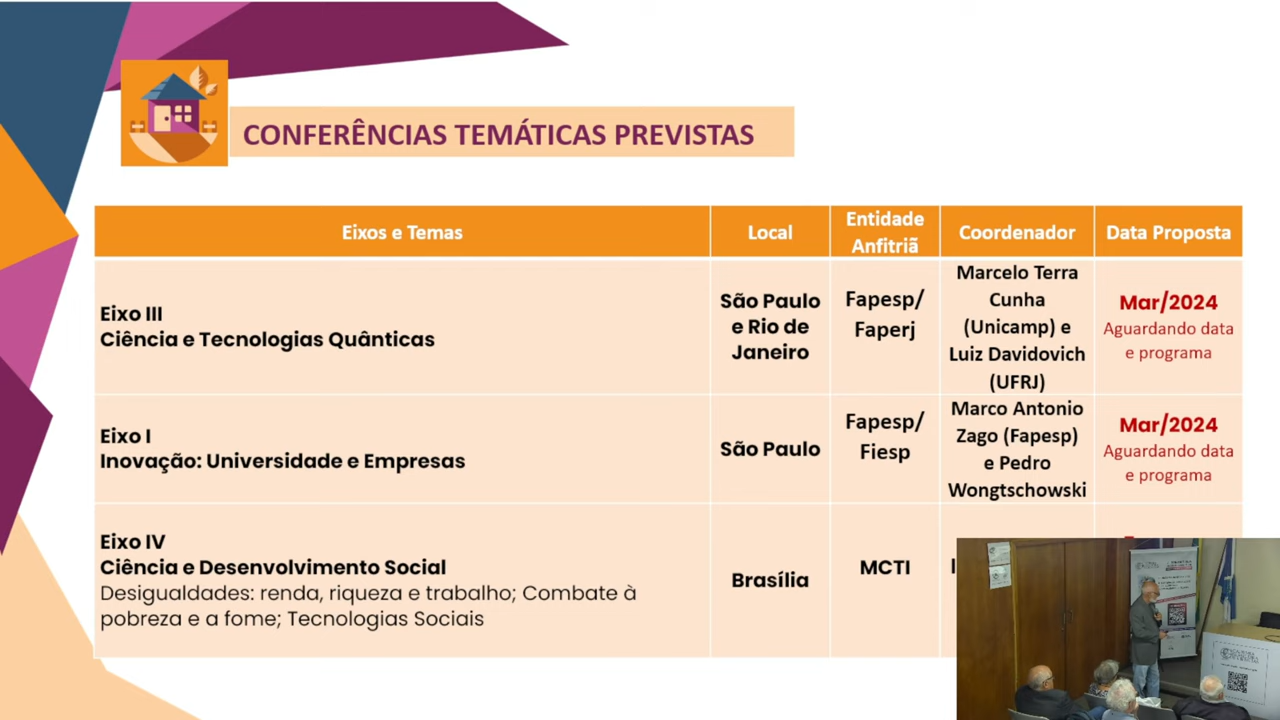 CONFERÊNCIAS TEMÁTICAS PREVISTAS
Eixos e Temas
Local
Entidade
Anfitriã
Coordenador
Data Proposta
Eixo III
Ciência e Tecnologias Quânticas
São Paulo
e Rio de
Janeiro
Fapesp/
Faperj
Marcelo Terra
Cunha
(Unicamp) e
Luiz Davidovich
(UFRJ)
Mar/2024
Aguardando data
e programa
Eixo I
Inovação: Universidade e Empresas
São Paulo
Fapesp/
Fiesp
Marco Antonio
Zago (Fapesp)
e Pedro
Wongtschowski
Mar/2024
Aguardando data
e programa
Eixo IV
Ciência e Desenvolvimento Social
Desigualdades: renda, riqueza e trabalho; Combate à
pobreza e a fome; Tecnologias Sociais
Brasília
MCTI